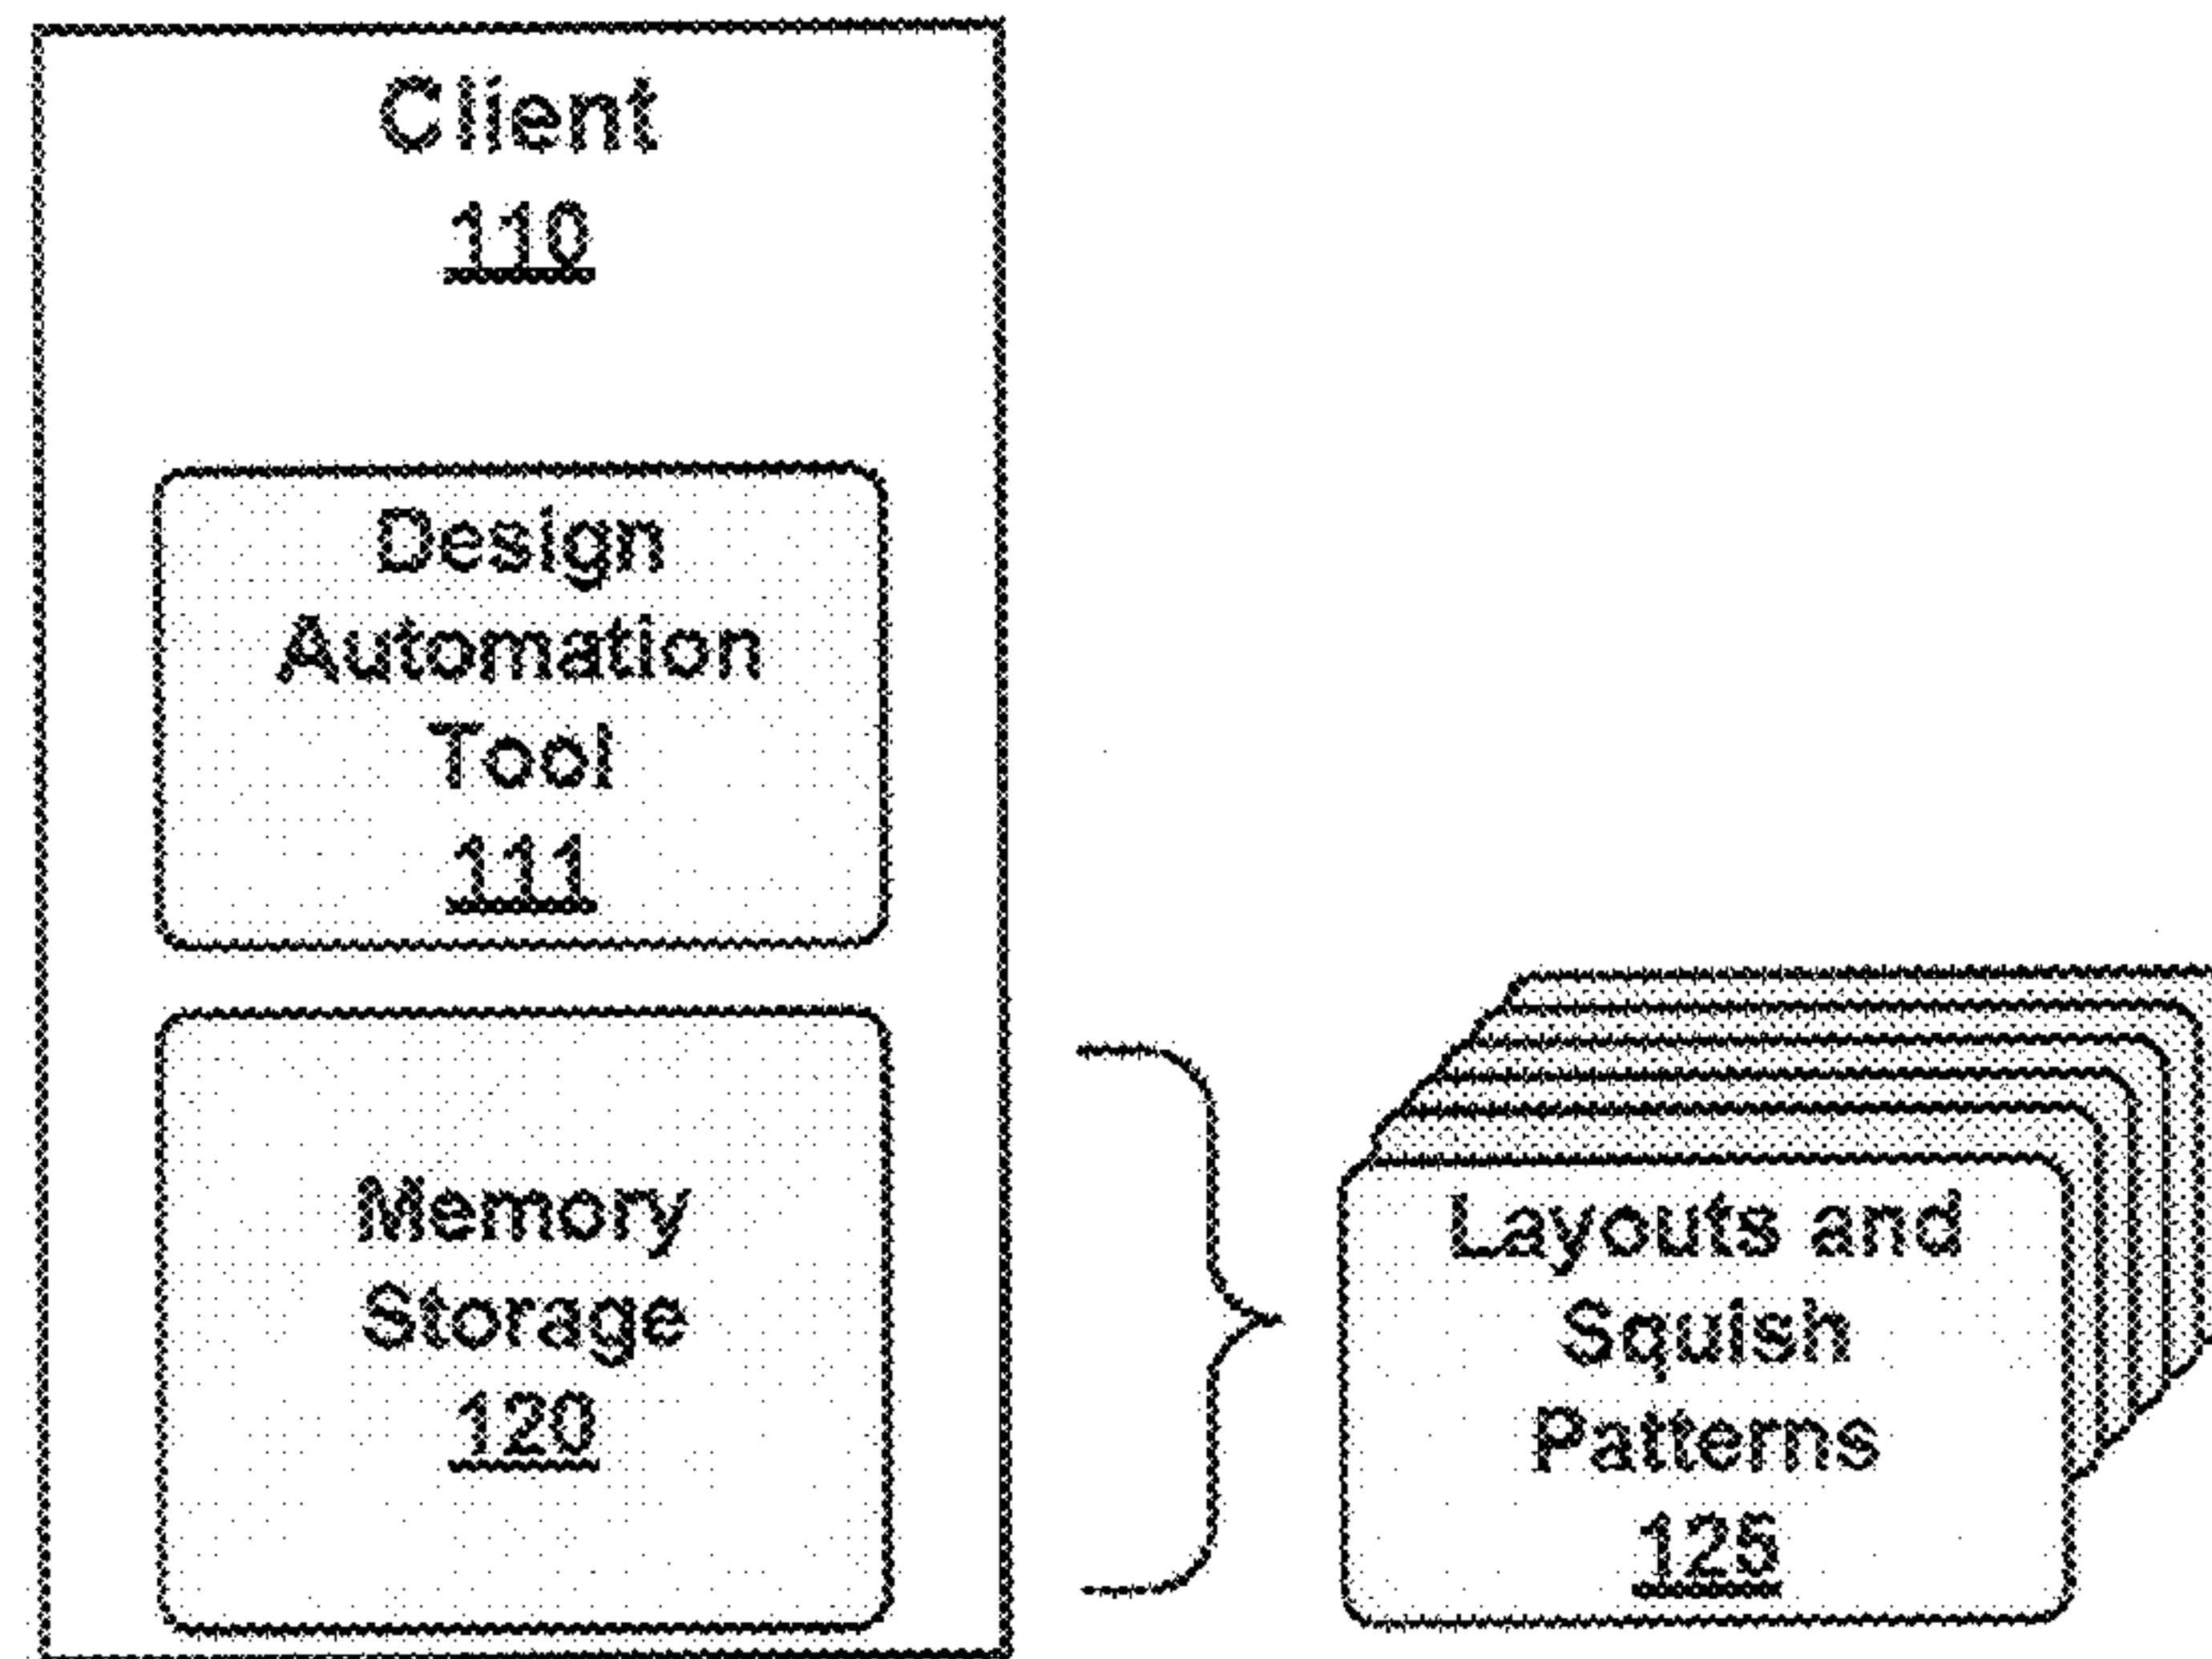 Client
110
Design
Automation
Tool
111
Memory
Storage
120
Layouts and
Squish
Patterns
125